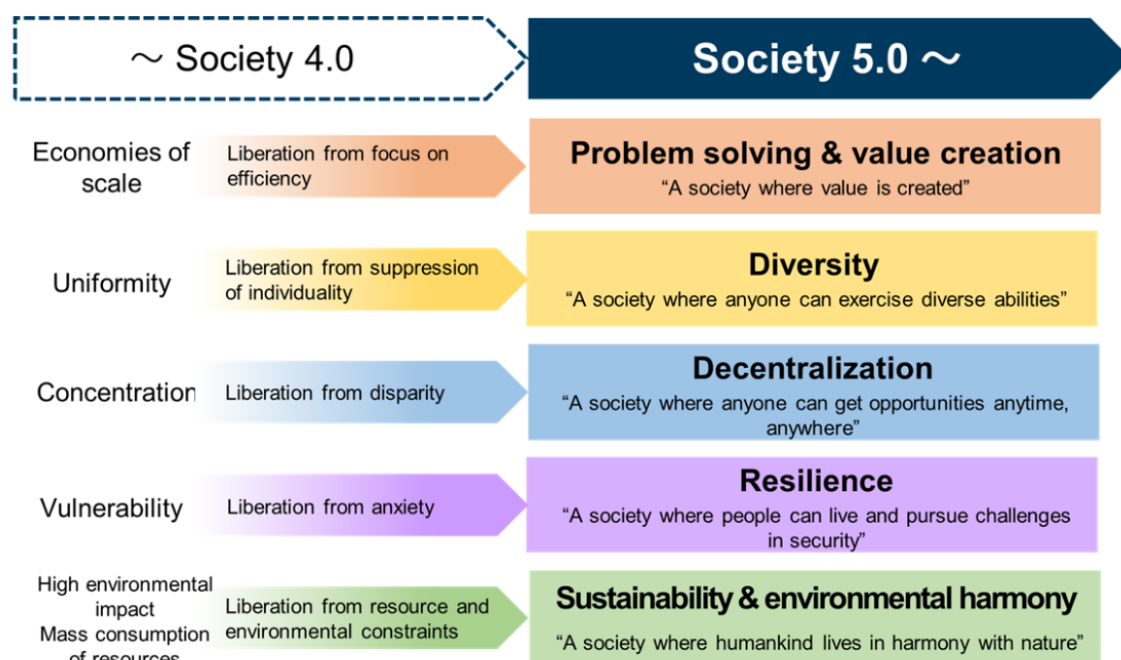 ～ Society 4.0
Society 5.0 ～
Economies of
scale
Liberation from focus on
efficiency
Problem solving & value creation
“A society where value is created”
Uniformity
Liberation from suppression
of individuality
Diversity
“A society where anyone can exercise diverse abilities”
Concentration
Liberation from disparity
Decentralization
“A society where anyone can get opportunities anytime,
anywhere”
Vulnerability
Liberation from anxiety
Resilience
“A society where people can live and pursue challenges
in security”
High environmental
impact
Mass consumption
of resources
Liberation from resource and
environmental constraints
Sustainability & environmental harmony
“A society where humankind lives in harmony with nature”